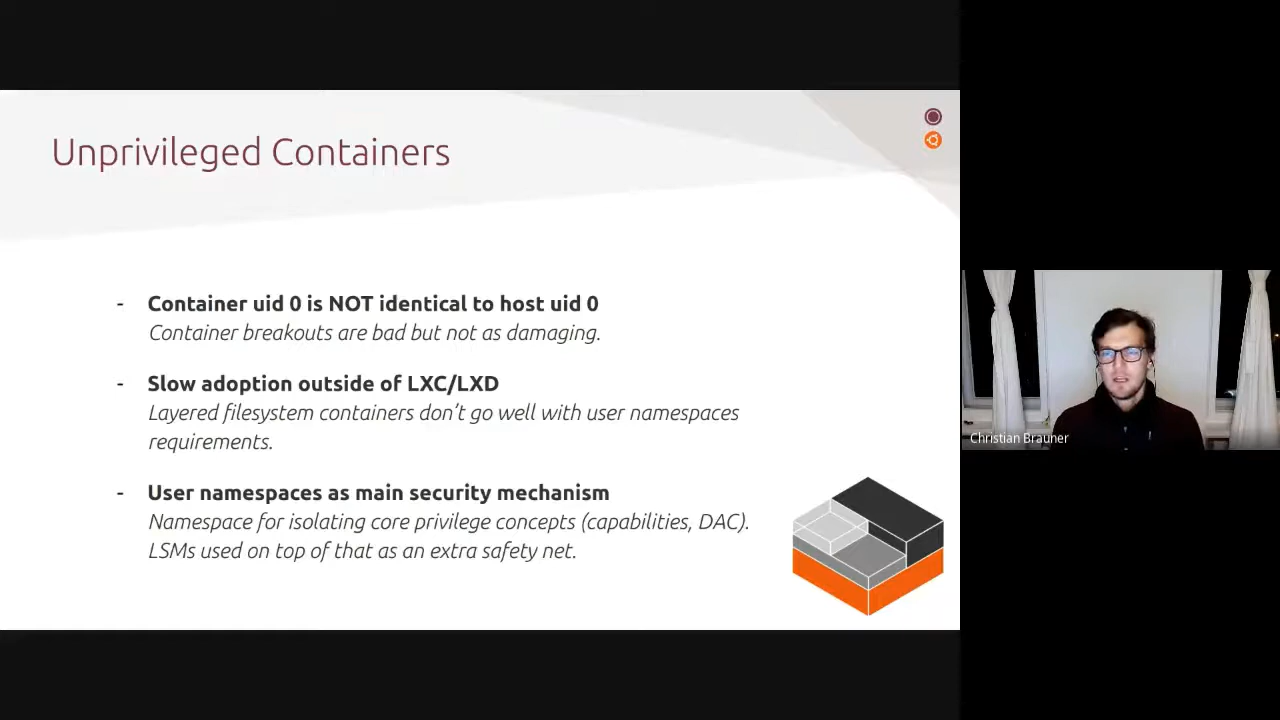 Unprivileged Containers
- Container uid 0 is NOT identical to host uid 0
Container breakouts are bad but not as damaging.
- Slow adoption outside of LXC/LXD
Layered filesystem containers don't go well with user namespaces
requirements.
- User namespaces as main security mechanism
Namespace for isolating core privilege concepts (capabilities, DAC).
LSMs used on top of that as an extra safety net.
Christian Brauner